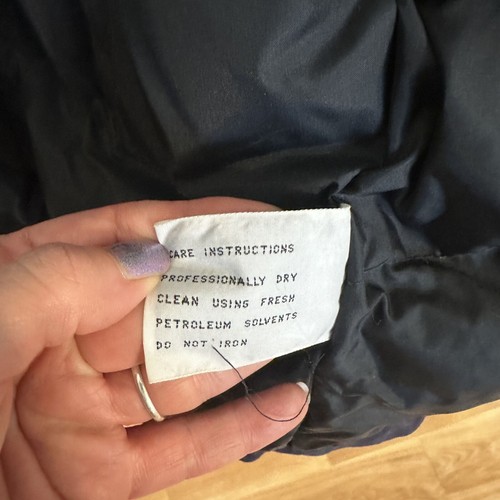 CARE INSTRUCTIONS
PROFESSIONALLY DRY
CLEAN USING FRESH
PETROLEUM SOLVENTS
DO NOT IRON